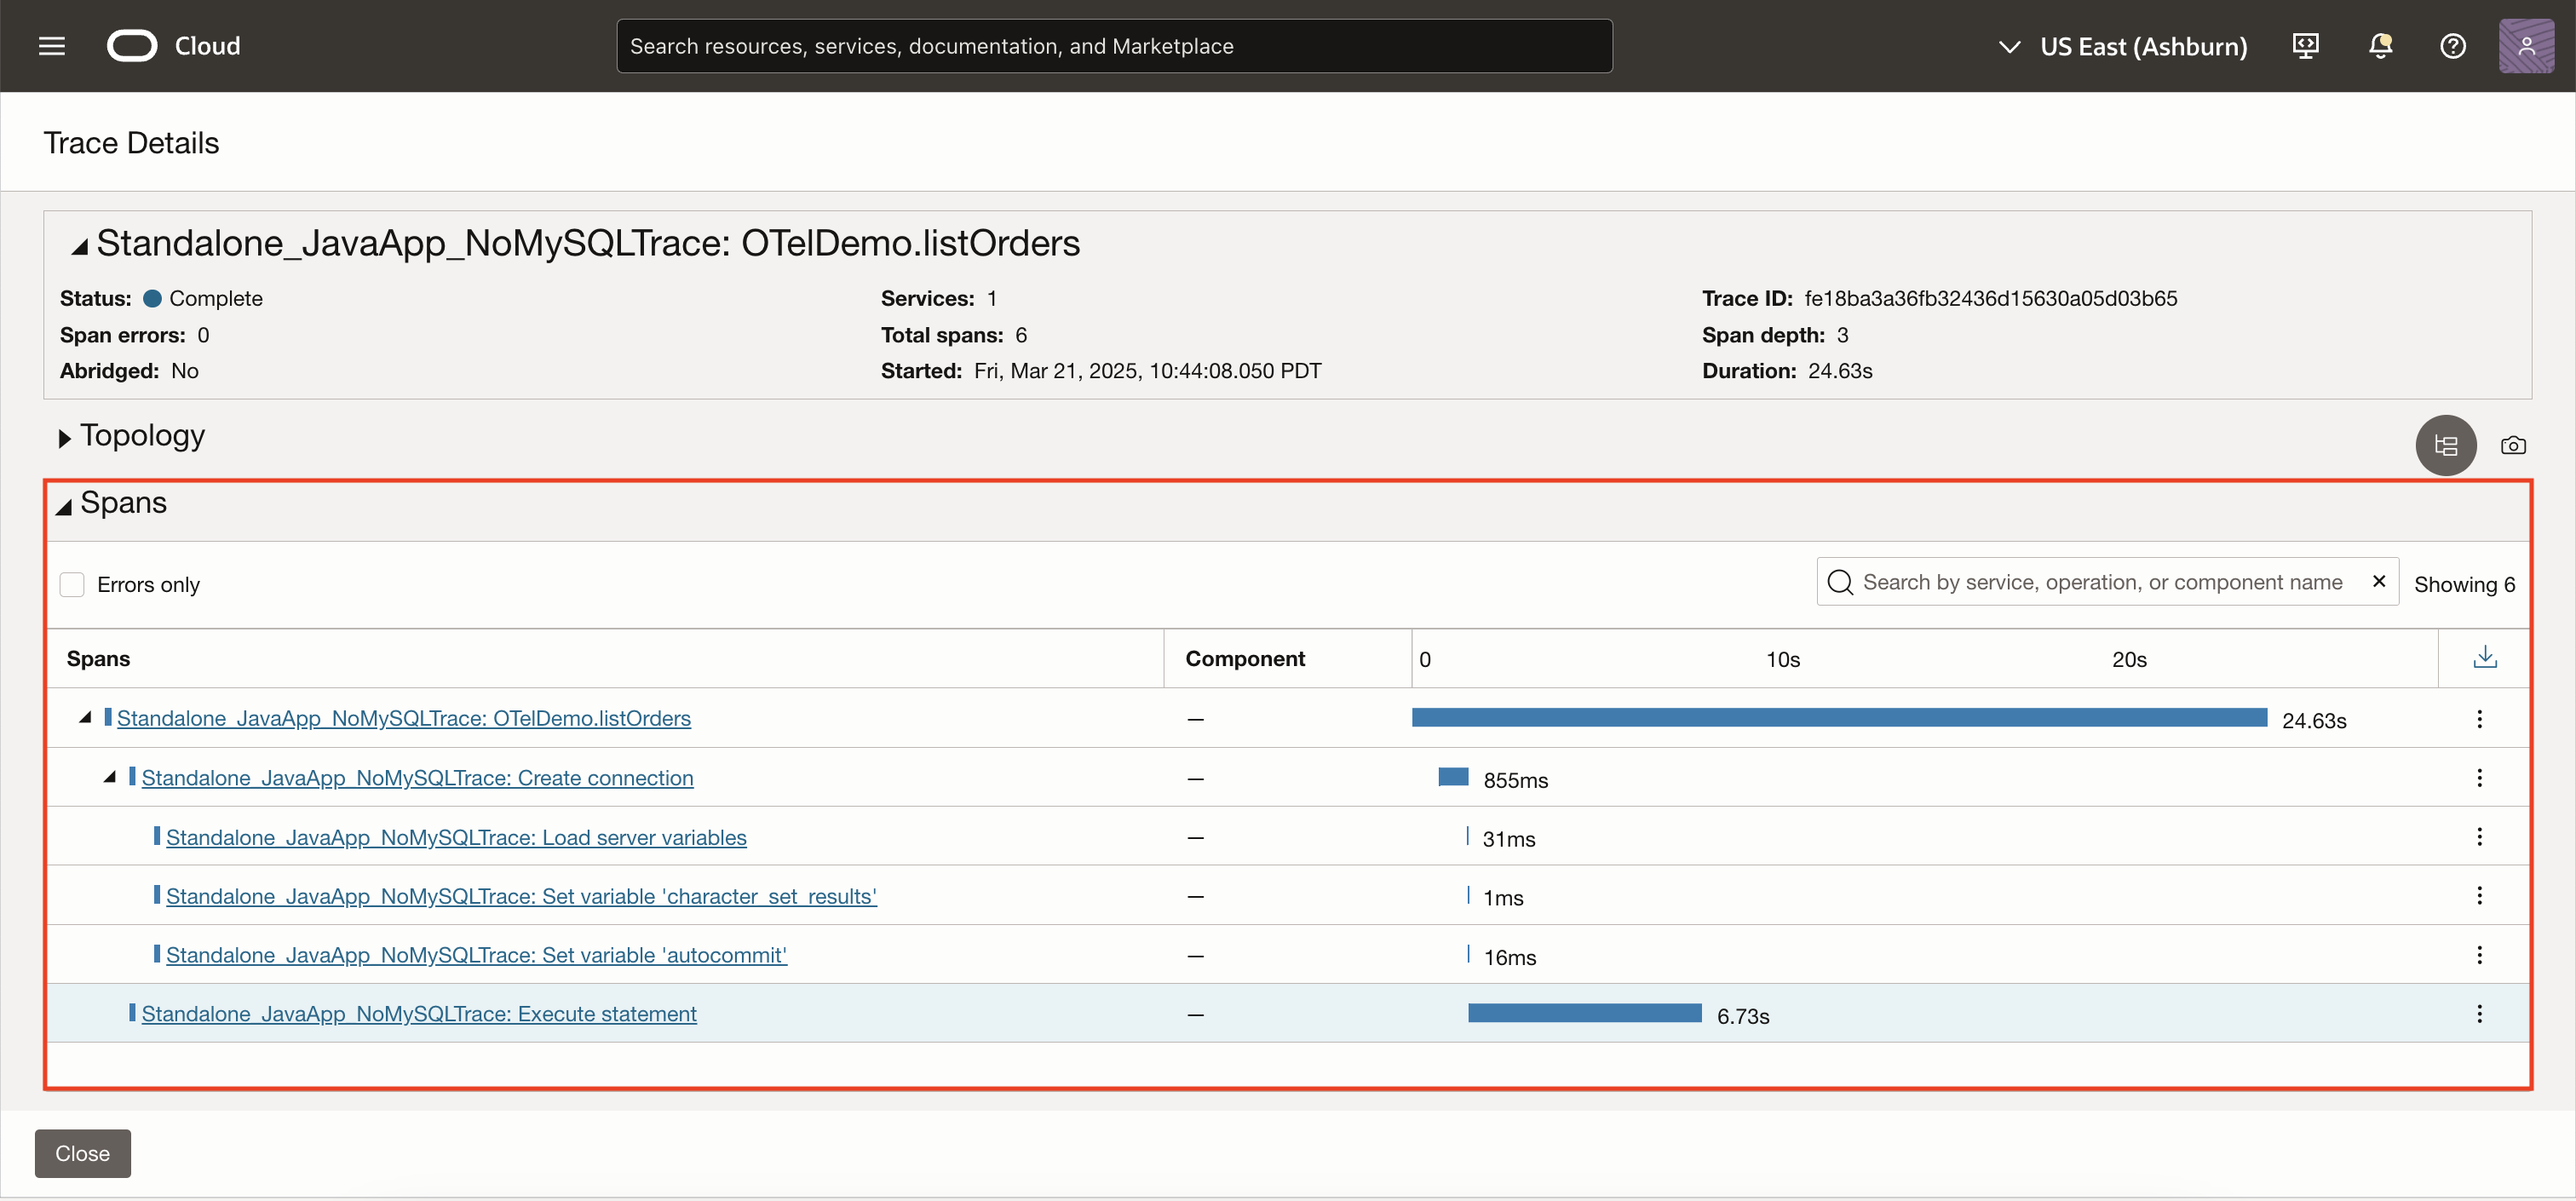 Cloud
Search resources, services, documentation, and Marketplace
US East (Ashburn)
Trace Details
Standalone_JavaApp_NoMySQLTrace: OTelDemo.listOrders
Status: Complete
Services: 1
Trace ID: fe18ba3a36fb32436d15630a05d03b65
Span errors: 0
Total spans: 6
Span depth: 3
Abridged: No
Started: Fri, Mar 21, 2025, 10:44:08.050 PDT
Duration: 24.63s
Topology
Spans
Errors only
Search by service, operation, or component name
Showing 6
Spans
Component
0
10s
20s
Standalone_JavaApp_NoMySQLTrace: OTelDemo.listOrders
—
24.63s
Standalone_JavaApp_NoMySQLTrace: Create connection
—
855ms
Standalone_JavaApp_NoMySQLTrace: Load server variables
—
31ms
Standalone_JavaApp_NoMySQLTrace: Set variable 'character_set_results'
—
1ms
Standalone_JavaApp_NoMySQLTrace: Set variable 'autocommit'
—
16ms
Standalone_JavaApp_NoMySQLTrace: Execute statement
—
6.73s
Close